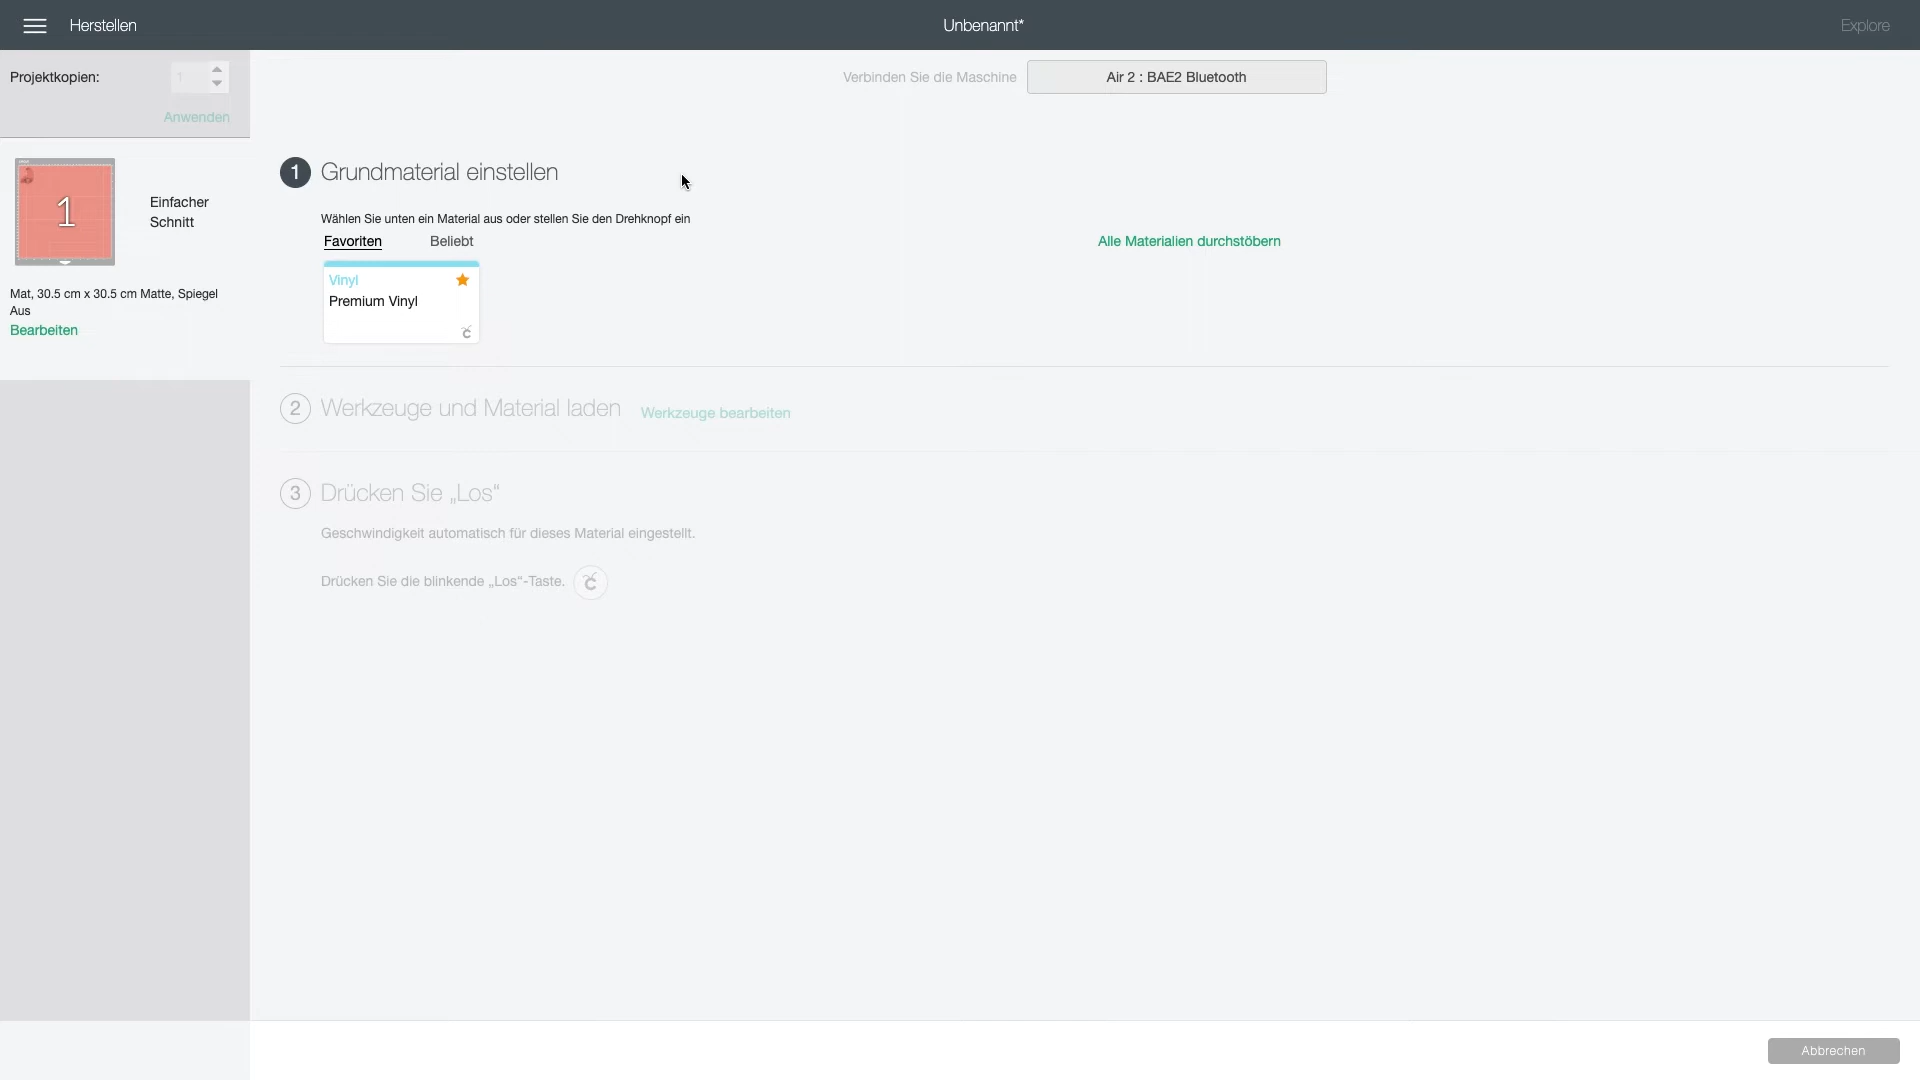 Herstellen
Unbenannt*
Explore
Projektkopien:
1
Anwenden
Verbinden Sie die Maschine
Air 2 : BAE2 Bluetooth
1
Einfacher
Schnitt
Mat, 30.5 cm x 30.5 cm Matte, Spiegel
Aus
Bearbeiten
1 Grundmaterial einstellen
Wählen Sie unten ein Material aus oder stellen Sie den Drehknopf ein
Favoriten
Beliebt
Alle Materialien durchstöbern
Vinyl
Premium Vinyl
2 Werkzeuge und Material laden
Werkzeuge bearbeiten
3 Drücken Sie „Los“
Geschwindigkeit automatisch für dieses Material eingestellt.
Drücken Sie die blinkende „Los“-Taste.
Abbrechen